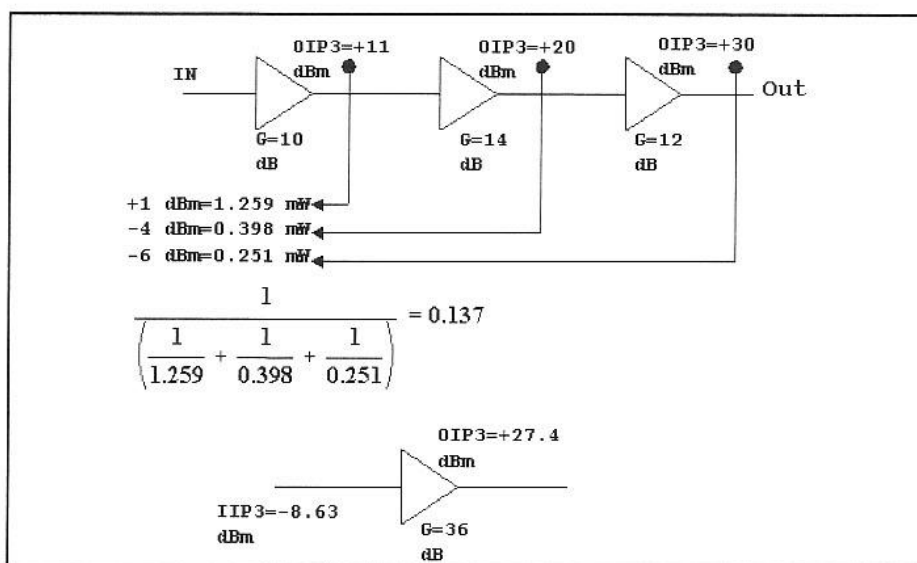 OIP3=+11
dBm
OIP3=+20
dBm
OIP3=+30
dBm
IN
Out
G=10
dB
G=14
dB
G=12
dB
+1 dBm=1.259 mW
-4 dBm=0.398 mW
-6 dBm=0.251 mW
1
= 0.137
( 1/1.259 + 1/0.398 + 1/0.251 )
OIP3=+27.4
dBm
IIP3=-8.63
dBm
G=36
dB